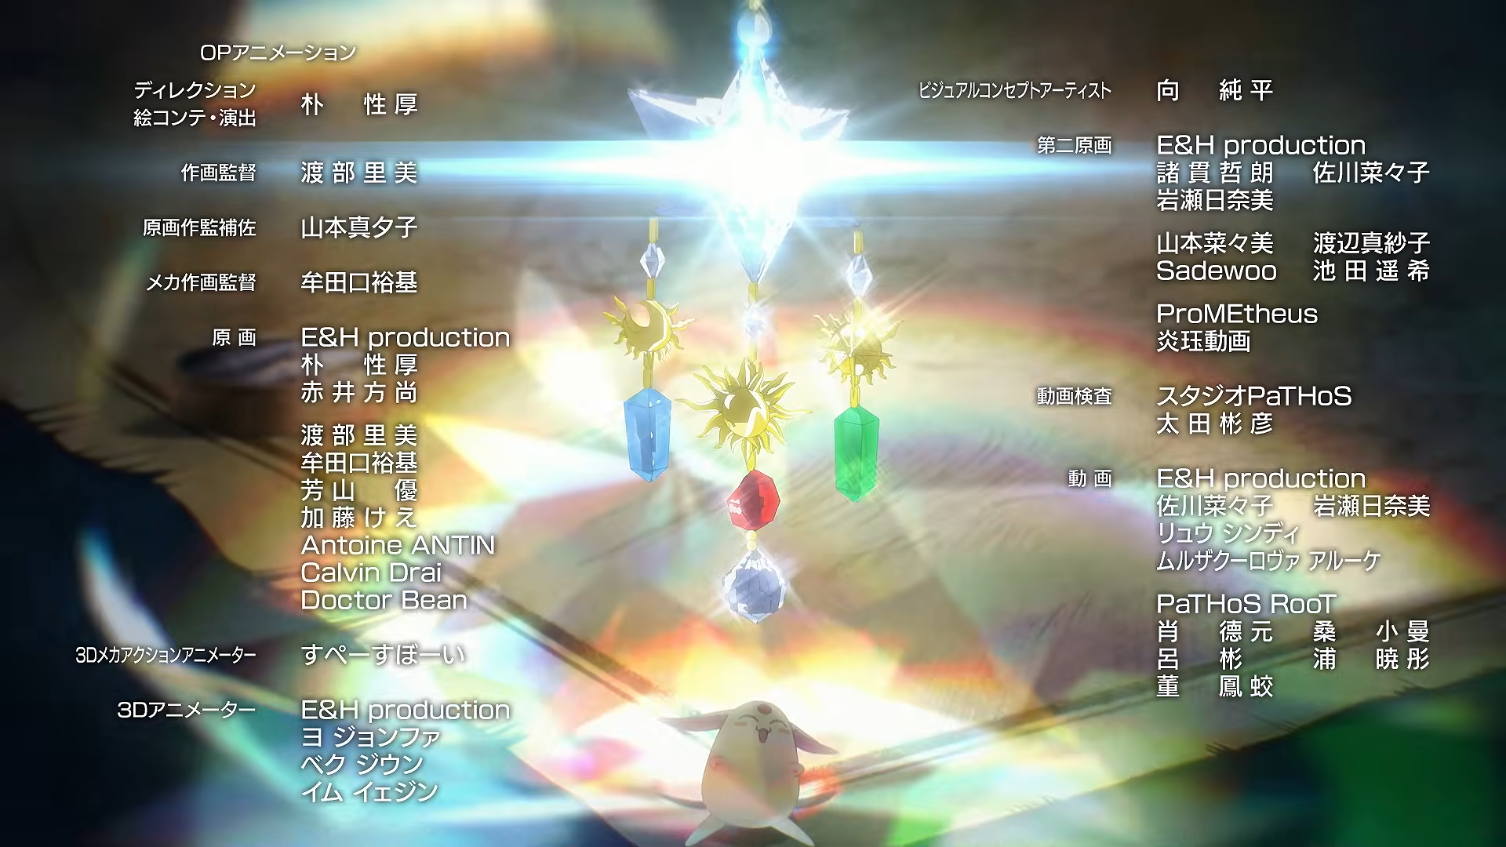 OPアニメーション
ディレクション
絵コンテ・演出
朴 性厚
作画監督 渡部里美
原画作監補佐 山本真夕子
メカ作画監督 牟田口裕基
原画 E&H production
朴 性厚
赤井方尚
渡部里美
牟田口裕基
芳山 優
加藤けえ
Antoine ANTIN
Calvin Drai
Doctor Bean
3Dメカアクションアニメーター すぺーすぼーい
3Dアニメーター E&H production
ヨ ジョンファ
ベク ジウン
イム イェジン
ビジュアルコンセプトアーティスト 向 純平
第二原画 E&H production
諸貫哲朗 佐川菜々子
岩瀬日奈美
山本菜々美 渡辺真紗子
Sadewoo 池田遥希
ProMEtheus
炎珏動画
動画検査 スタジオPaTHoS
太田彬彦
動画 E&H production
佐川菜々子 岩瀬日奈美
リュウ シンディ
ムルザクーロヴァ アルーケ
PaTHoS RooT
肖 德元 桑 小曼
呂 彬 浦 暁彤
董 鳳蛟